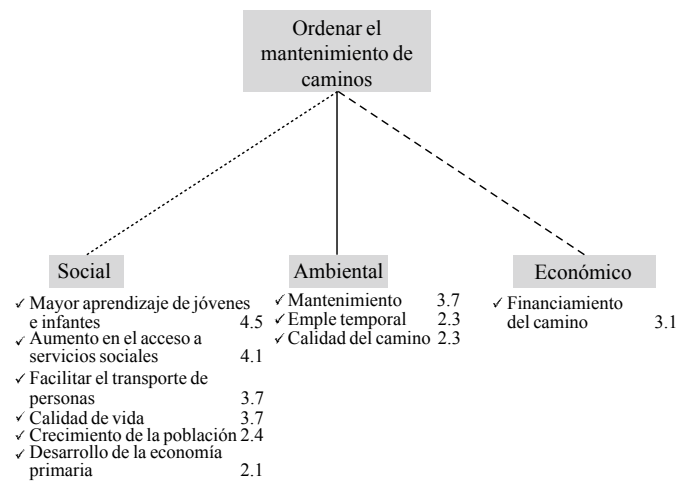 Ordenar el
mantenimiento de
caminos
Social
✓ Mayor aprendizaje de jóvenes
e infantes 4.5
✓ Aumento en el acceso a
servicios sociales 4.1
✓ Facilitar el transporte de
personas 3.7
✓ Calidad de vida 3.7
✓ Crecimiento de la población 2.4
✓ Desarrollo de la economía
primaria 2.1
Ambiental
✓ Mantenimiento 3.7
✓ Emple temporal 2.3
✓ Calidad del camino 2.3
Económico
✓ Financiamiento
del camino 3.1